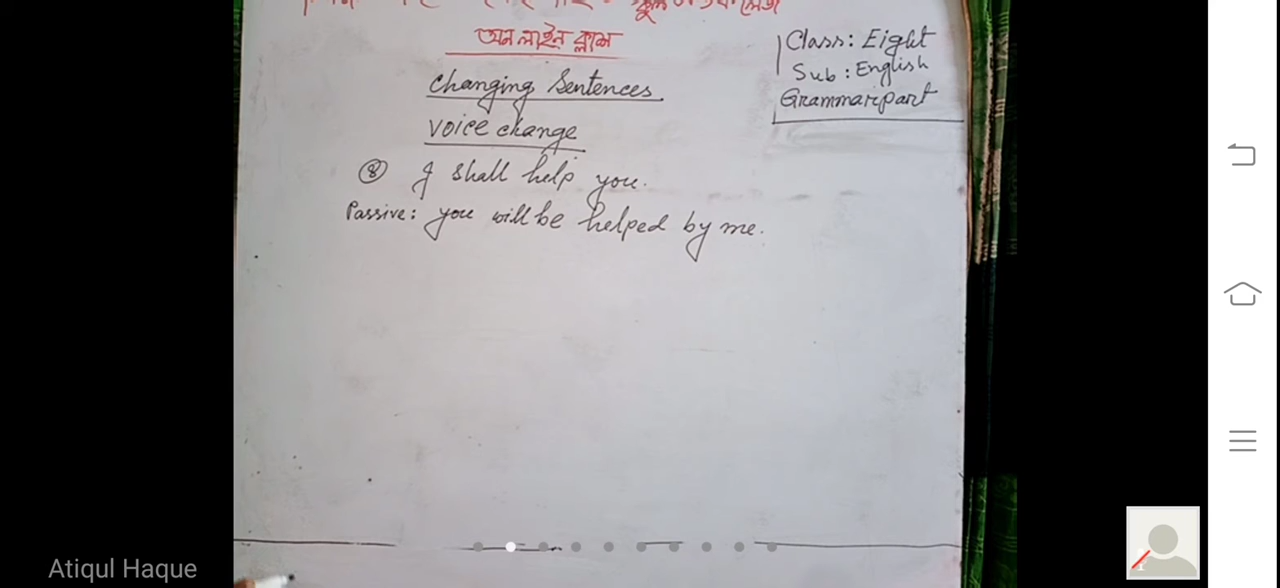 অনলাইন ক্লাশ
Class: Eight
Sub: English
Grammar part
Changing Sentences
Voice change
⑧ I shall help you.
Passive: you will be helped by me.
Atiqul Haque